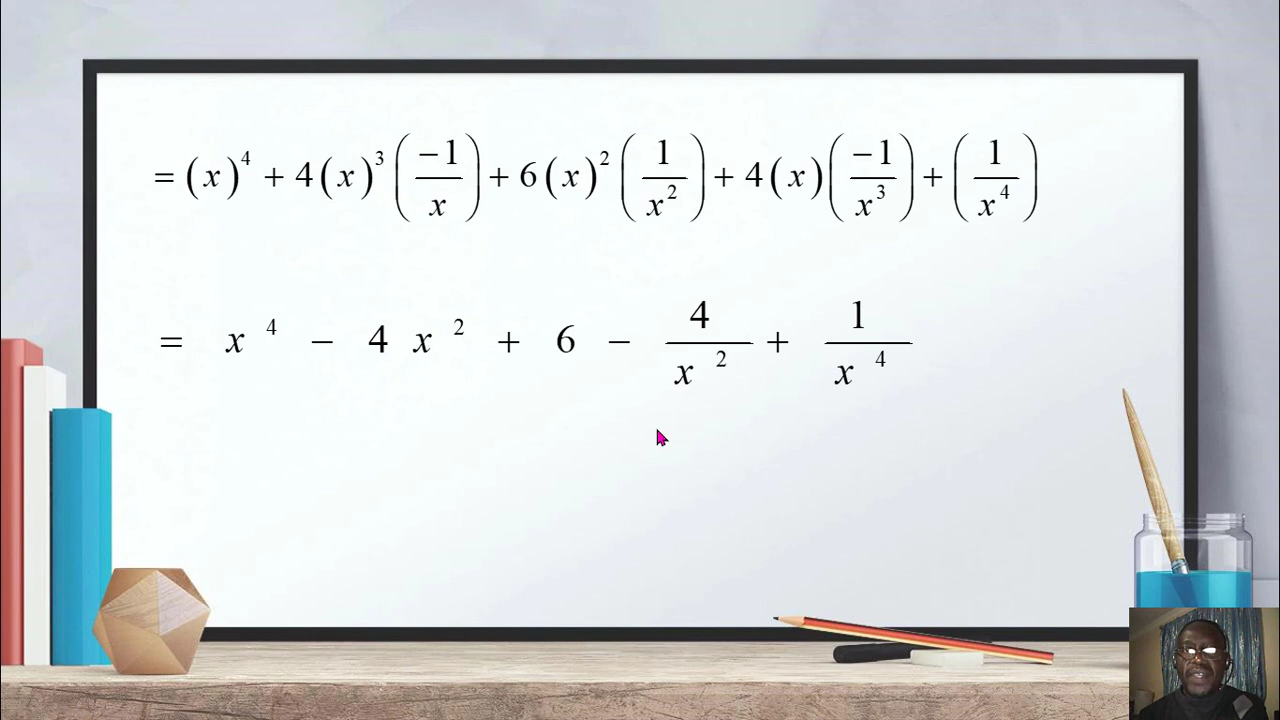 = (x)⁴ + 4(x)³(−1/x) + 6(x)²(1/x²) + 4(x)(−1/x³) + (1/x⁴)
= x⁴ − 4x² + 6 − 4/x² + 1/x⁴